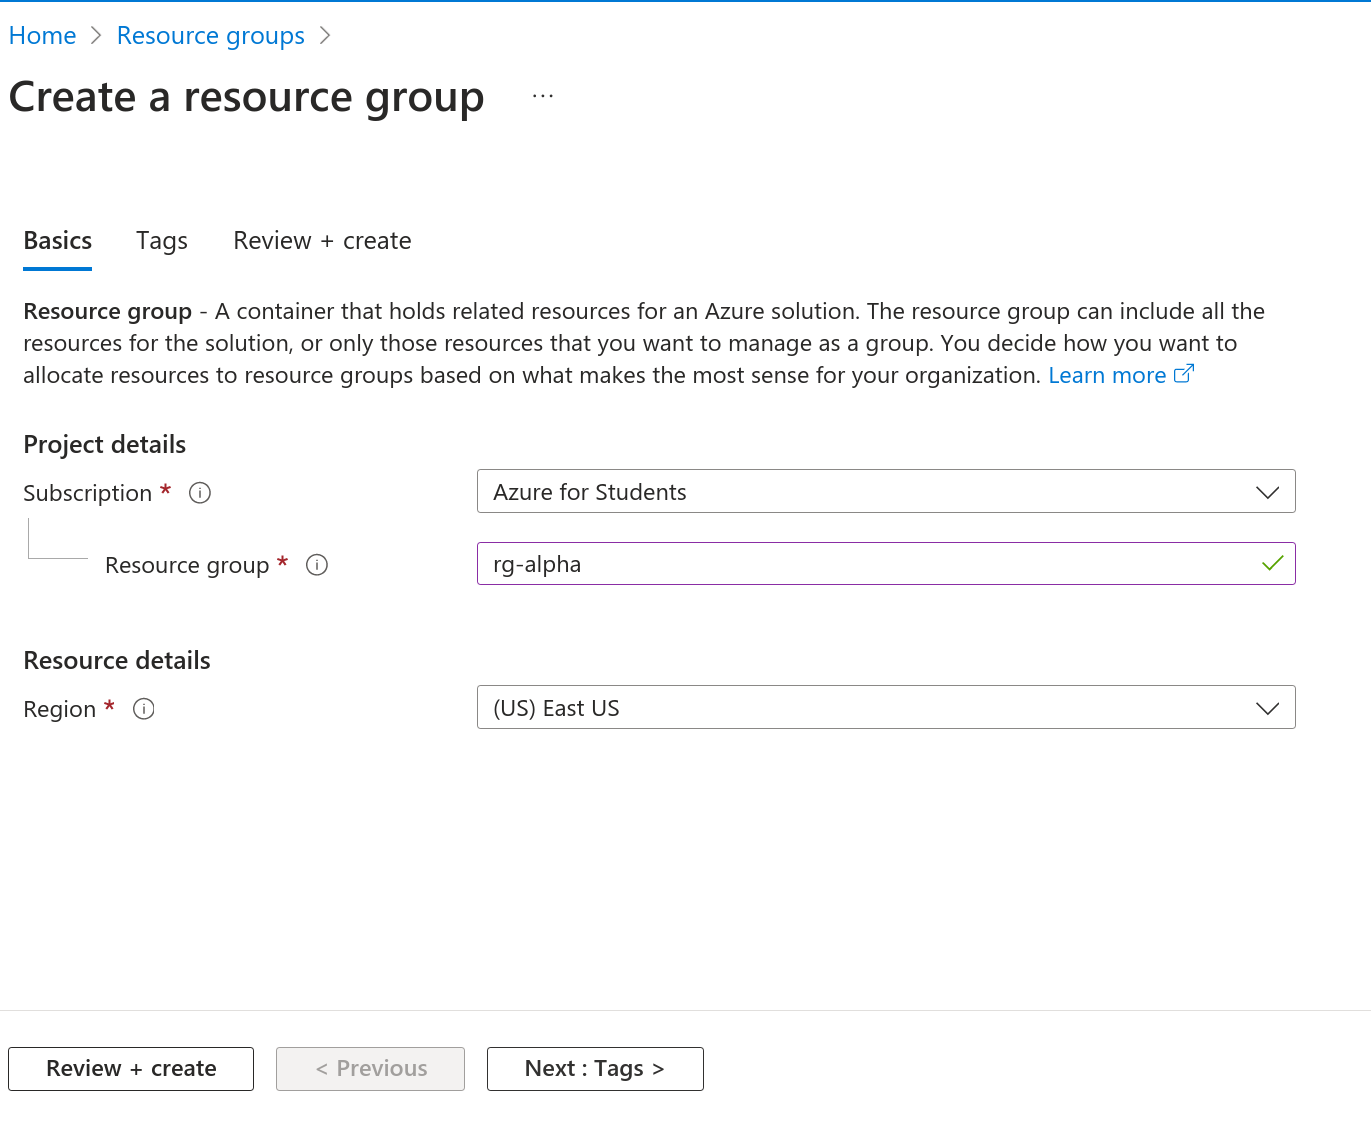 Home > Resource groups >
Create a resource group ...
Basics Tags Review + create
Resource group - A container that holds related resources for an Azure solution. The resource group can include all the
resources for the solution, or only those resources that you want to manage as a group. You decide how you want to
allocate resources to resource groups based on what makes the most sense for your organization. Learn more
Project details
Subscription * Azure for Students
Resource group * rg-alpha
Resource details
Region * (US) East US
Review + create < Previous Next : Tags >